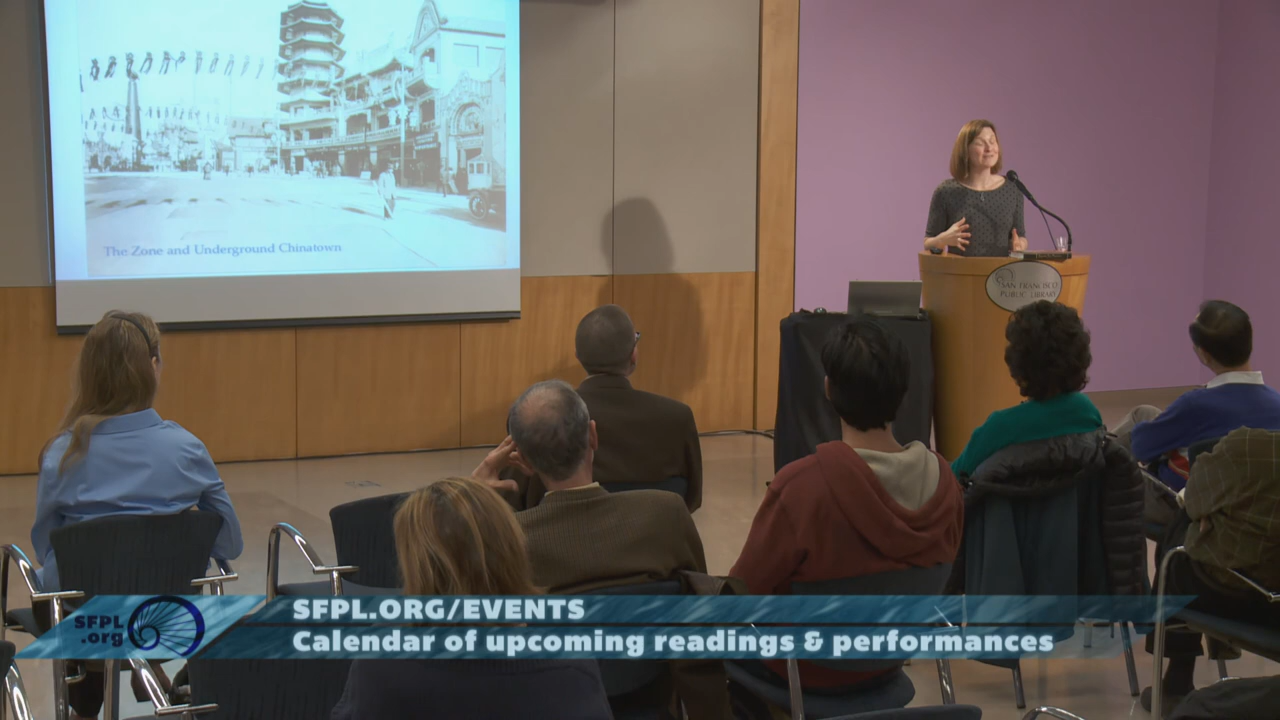 The Zone and Underground Chinatown
SAN FRANCISCO
PUBLIC LIBRARY
SFPL
.org
SFPL.ORG/EVENTS
Calendar of upcoming readings & performances